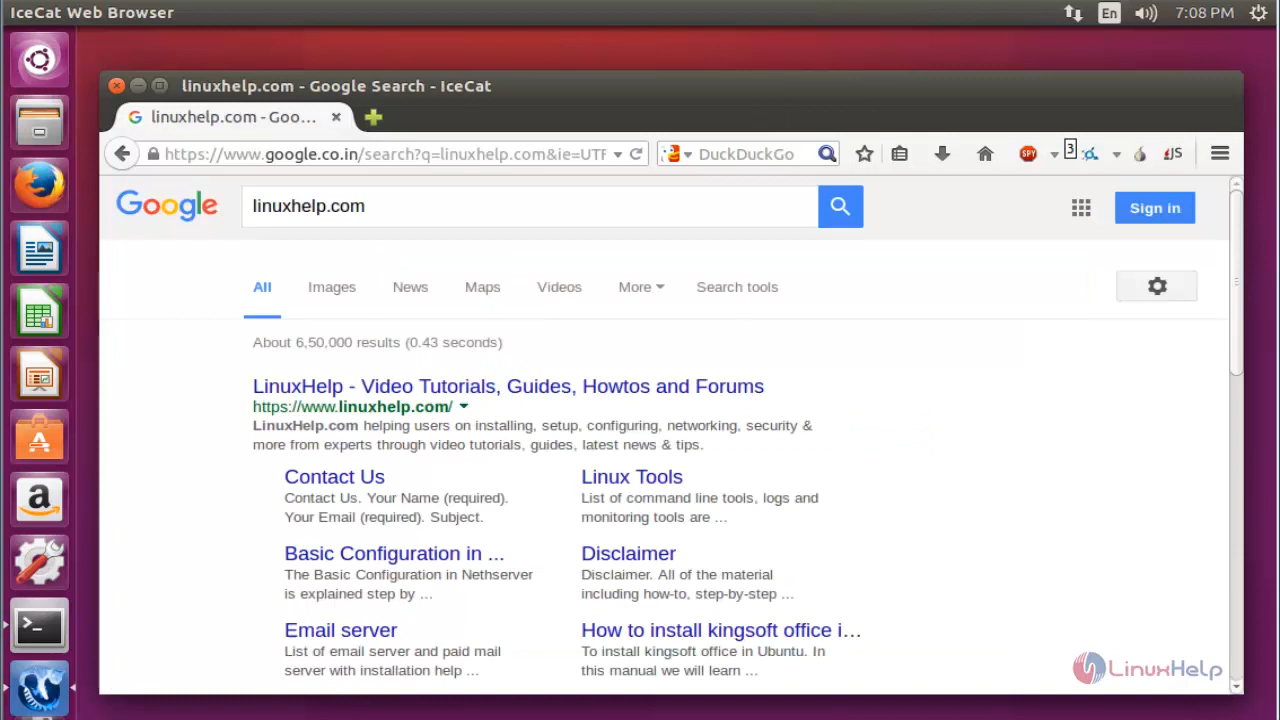 IceCat Web Browser
En
7:08 PM
linuxhelp.com - Google Search - IceCat
linuxhelp.com - Goo...
https://www.google.co.in/search?q=linuxhelp.com&ie=UTF
DuckDuckGo
SPY
3
JS
Google
linuxhelp.com
Sign in
All
Images
News
Maps
Videos
More
Search tools
About 6,50,000 results (0.43 seconds)
LinuxHelp - Video Tutorials, Guides, Howtos and Forums
https://www.linuxhelp.com/
LinuxHelp.com helping users on installing, setup, configuring, networking, security &
more from experts through video tutorials, guides, latest news & tips.
Contact Us
Contact Us. Your Name (required).
Your Email (required). Subject.
Linux Tools
List of command line tools, logs and
monitoring tools are ...
Basic Configuration in ...
The Basic Configuration in Nethserver
is explained step by ...
Disclaimer
Disclaimer. All of the material
including how-to, step-by-step ...
Email server
List of email server and paid mail
server with installation help ...
How to install kingsoft office i...
To install kingsoft office in Ubuntu. In
this manual we will learn ...
LinuxHelp